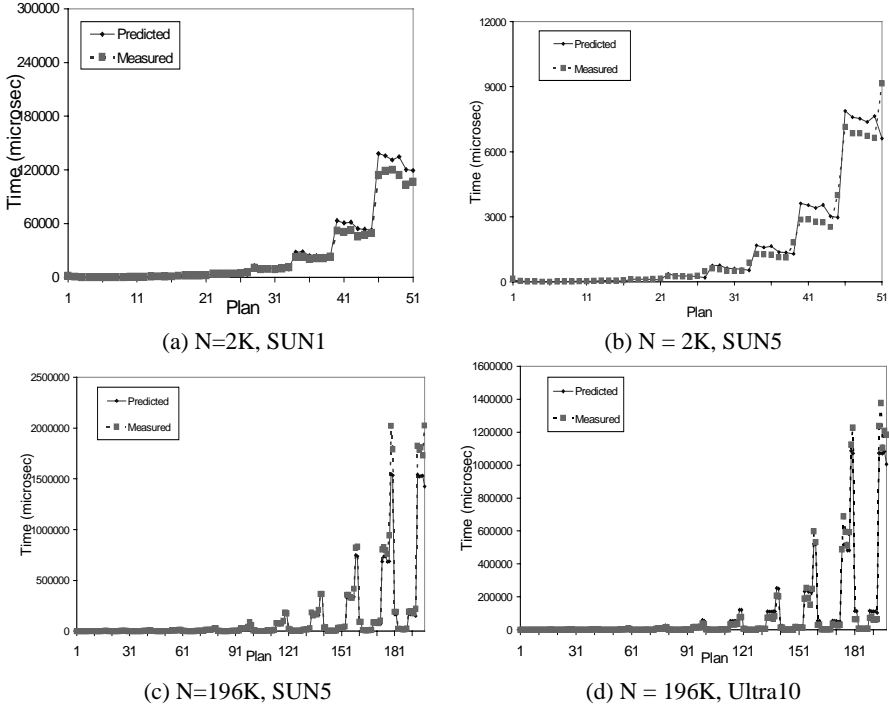 300000
240000
180000
120000
60000
0
Time (microsec)
Predicted
Measured
1 11 21 31 41 51
Plan
(a) N=2K, SUN1
12000
9000
6000
3000
0
Time (microsec)
Predicted
Measured
1 11 21 31 41 51
Plan
(b) N = 2K, SUN5
2500000
2000000
1500000
1000000
500000
0
Time (microsec)
Predicted
Measured
1 31 61 91 121 151 181
Plan
(c) N=196K, SUN5
1600000
1400000
1200000
1000000
800000
600000
400000
200000
0
Time (microsec)
Predicted
Measured
1 31 61 91 121 151 181
Plan
(d) N = 196K, Ultra10